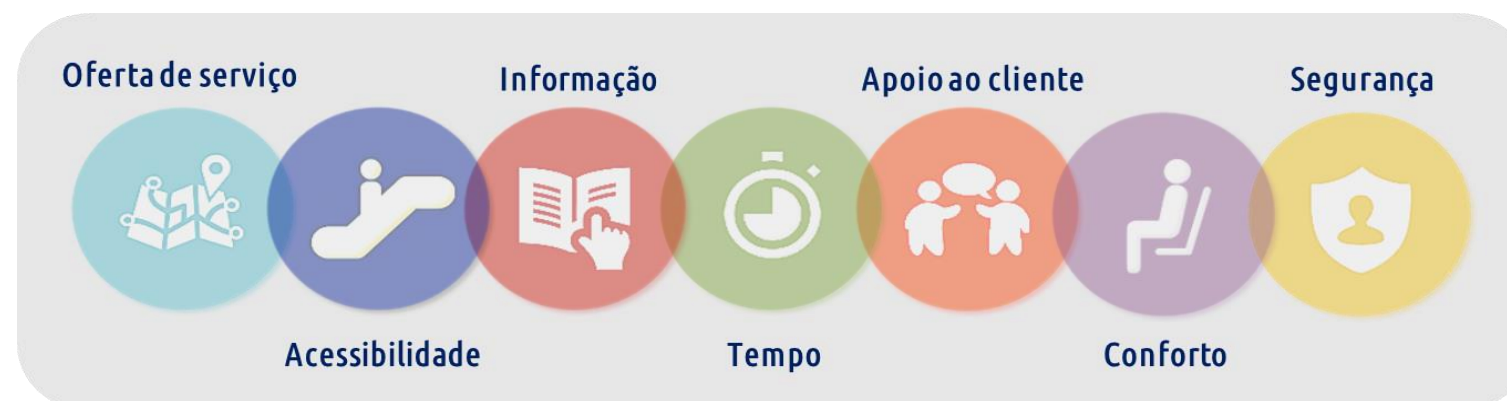 Oferta de serviço
Informação
Apoio ao cliente
Segurança
Acessibilidade
Tempo
Conforto